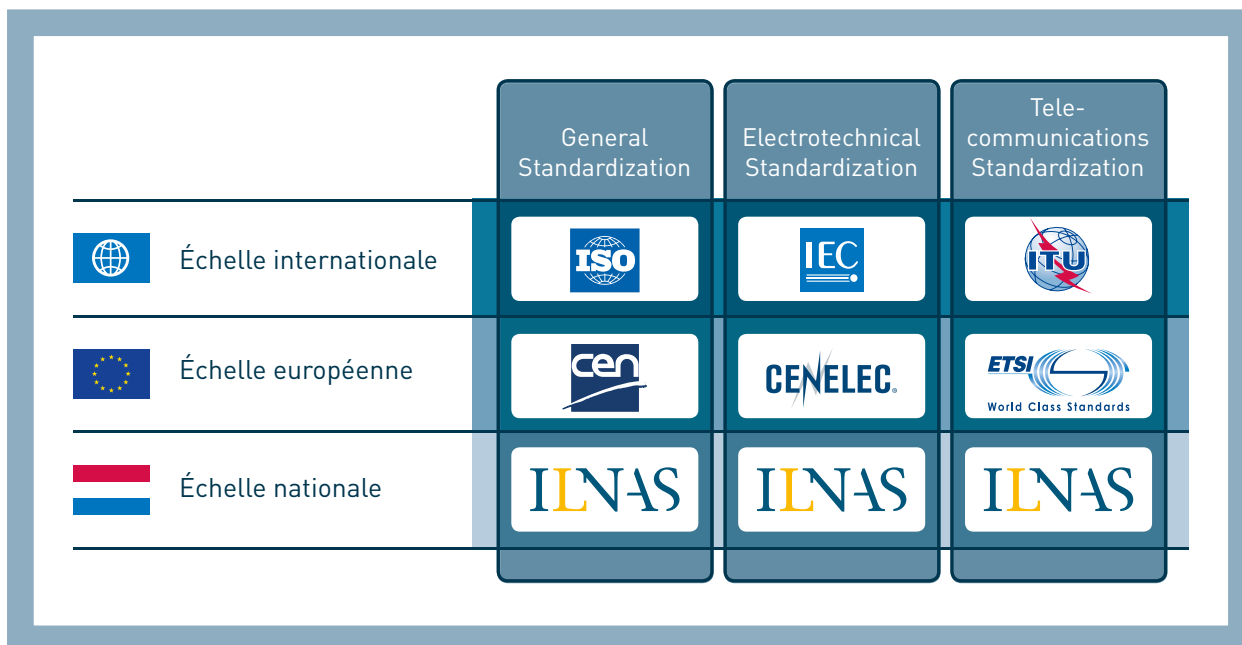 General
Standardization
Electrotechnical
Standardization
Tele-
communications
Standardization
Échelle internationale
ISO
IEC
ITU
Échelle européenne
cen
CENELEC
ETSI
World Class Standards
Échelle nationale
ILNAS
ILNAS
ILNAS